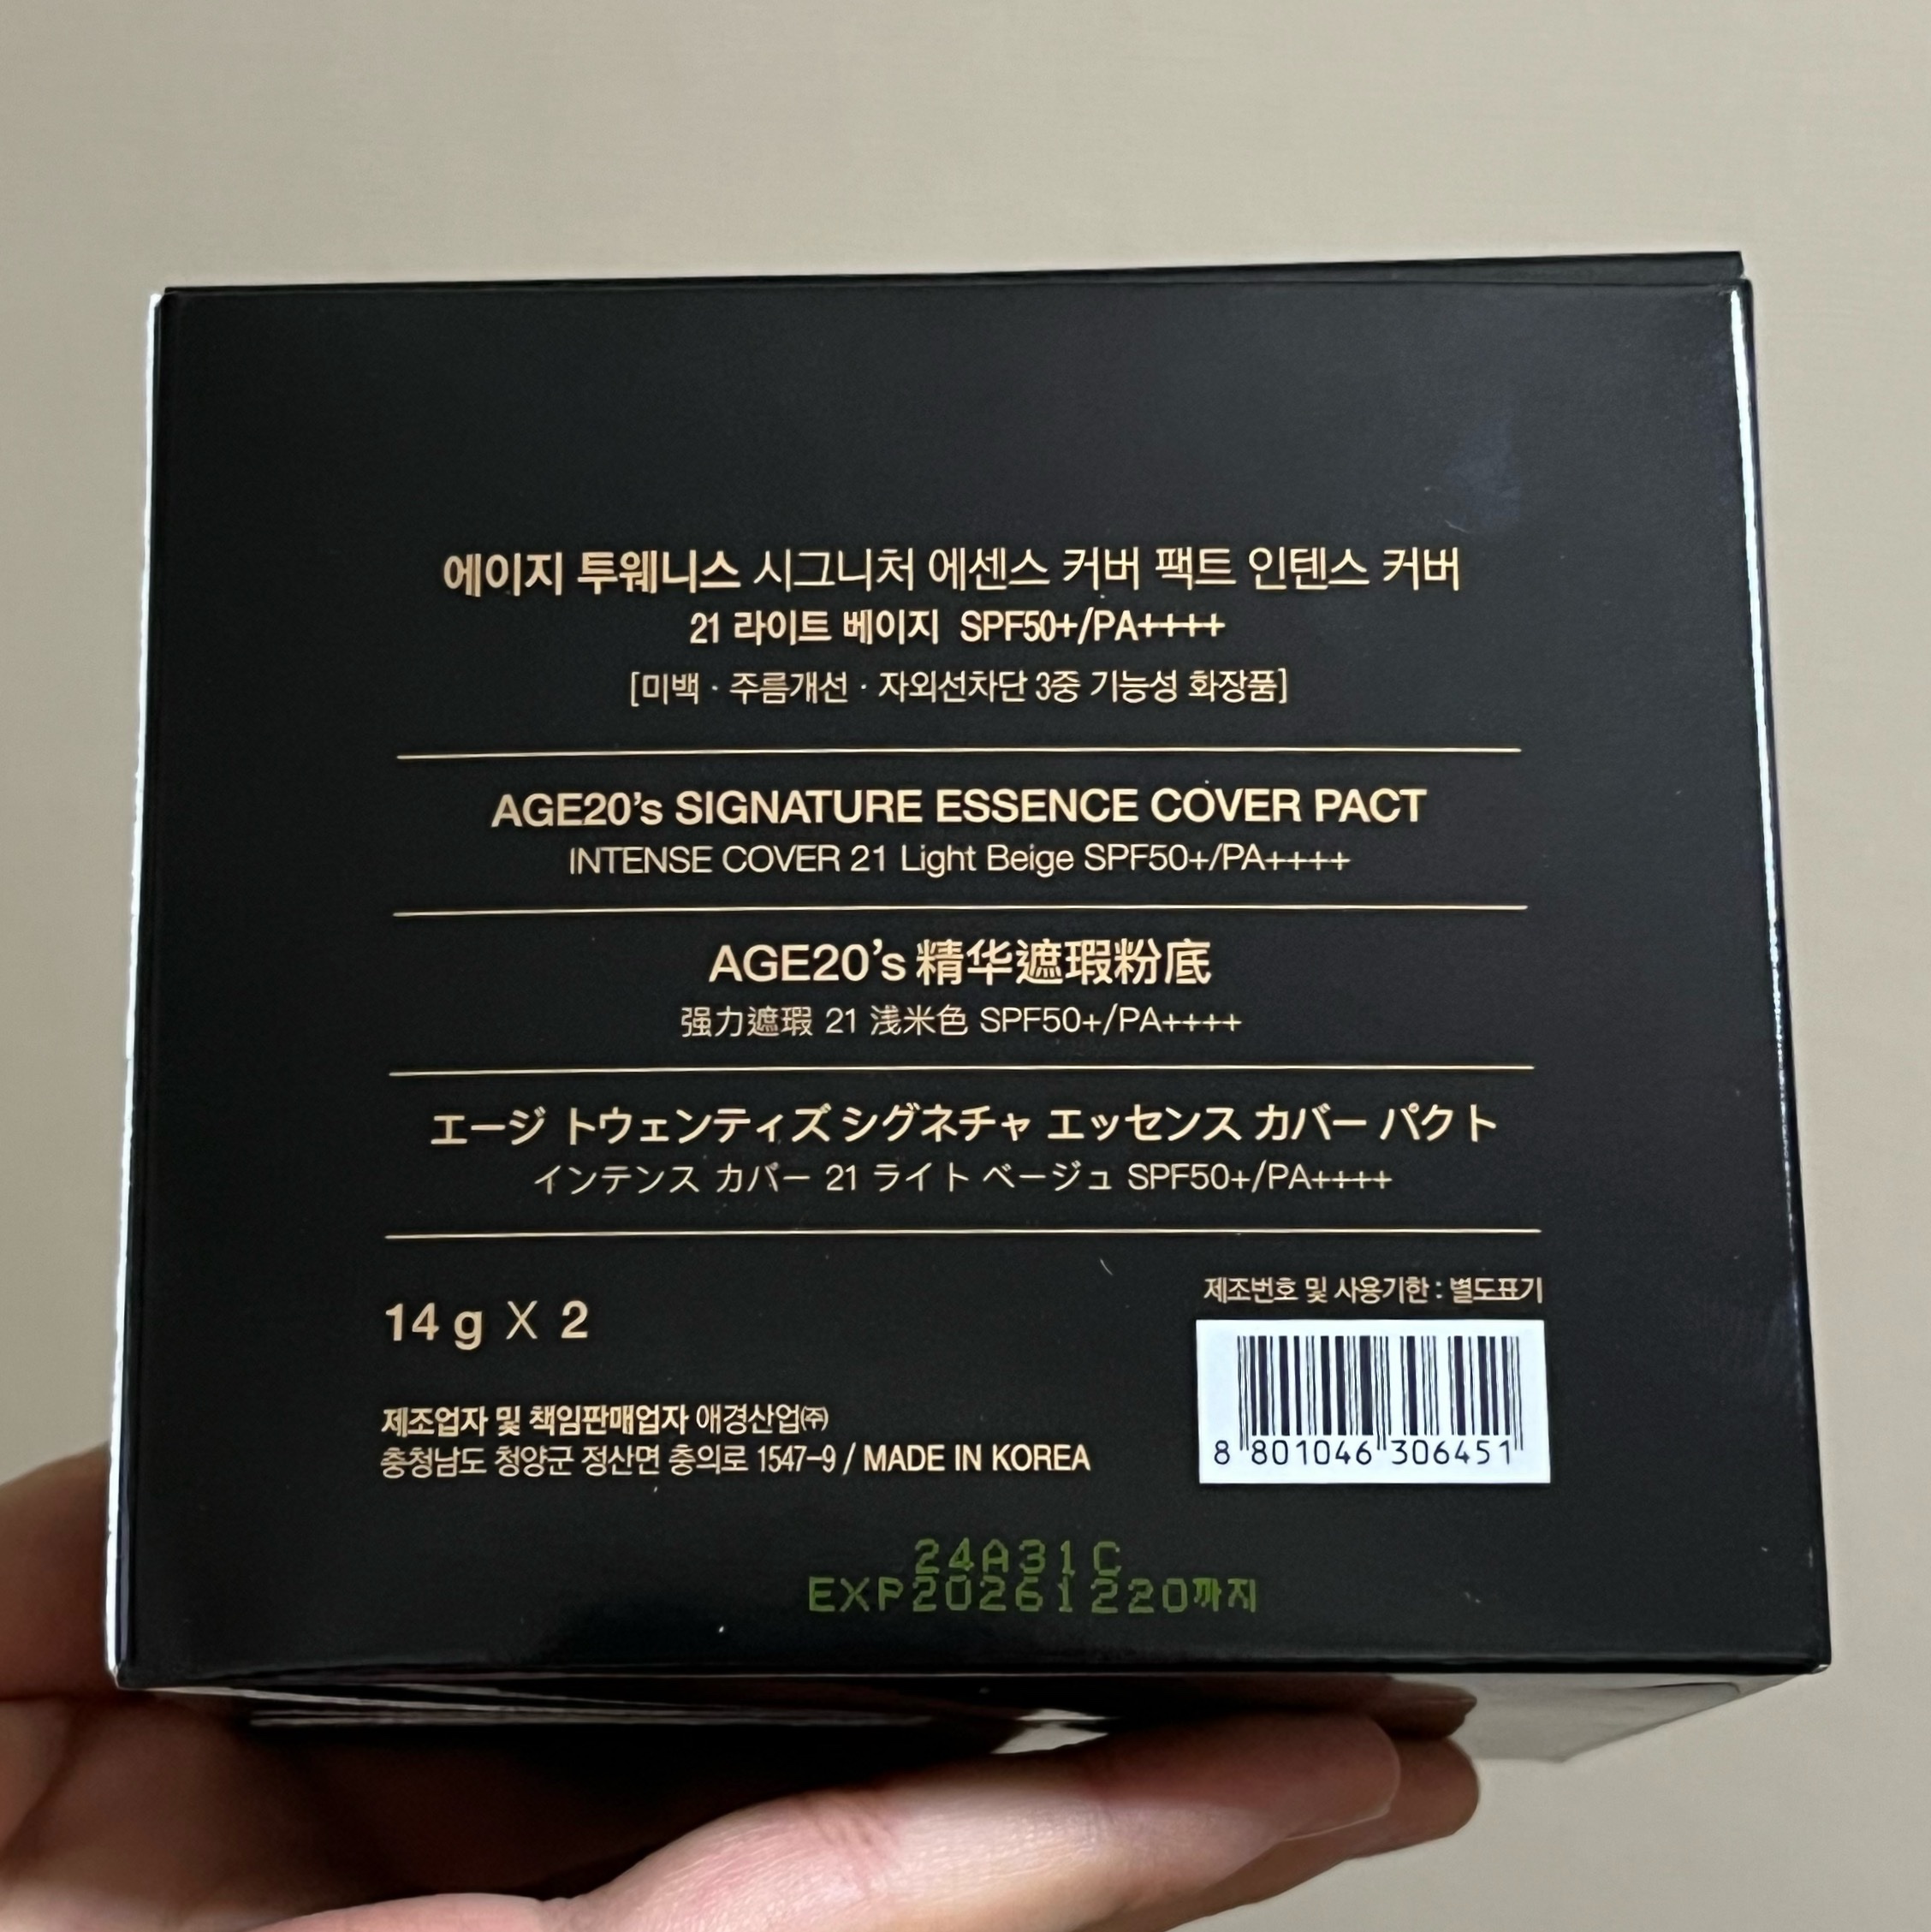 에이지 투웨니스 시그니처 에센스 커버 팩트 인텐스 커버
21 라이트 베이지 SPF50+/PA++++
[미백 · 주름개선 · 자외선차단 3중 기능성 화장품]
AGE20's SIGNATURE ESSENCE COVER PACT
INTENSE COVER 21 Light Beige SPF50+/PA++++
AGE20's 精华遮瑕粉底
强力遮瑕 21 浅米色 SPF50+/PA++++
エージ トウェンティズ シグネチャ エッセンス カバー パクト
インテンス カバー 21 ライト ベージュ SPF50+/PA++++
14 g X 2
제조번호 및 사용기한 : 별도표기
제조업자 및 책임판매업자 애경산업㈜
충청남도 청양군 정산면 충의로 1547-9 / MADE IN KOREA
8 801046 306451
24A31C
EXP20261220까지